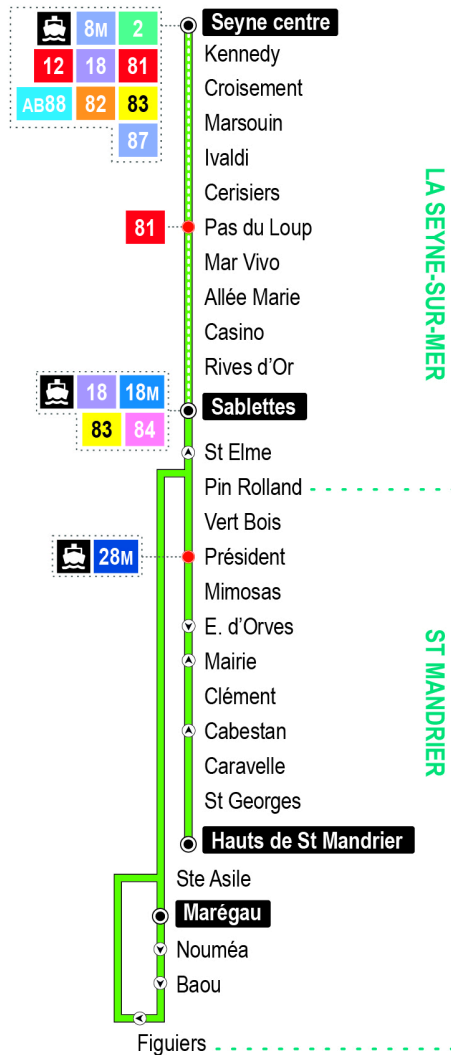 Seyne centre
8M 2
12 18 81
AB88 82 83
87
Kennedy
Croisement
Marsouin
Ivaldi
Cerisiers
81 Pas du Loup
Mar Vivo
Allée Marie
Casino
Rives d'Or
LA SEYNE-SUR-MER
Sablettes
18 18M
83 84
St Elme
Pin Rolland
Vert Bois
28M Président
Mimosas
E. d'Orves
Mairie
Clément
Cabestan
Caravelle
St Georges
Hauts de St Mandrier
ST MANDRIER
Ste Asile
Marégau
Nouméa
Baou
Figuiers